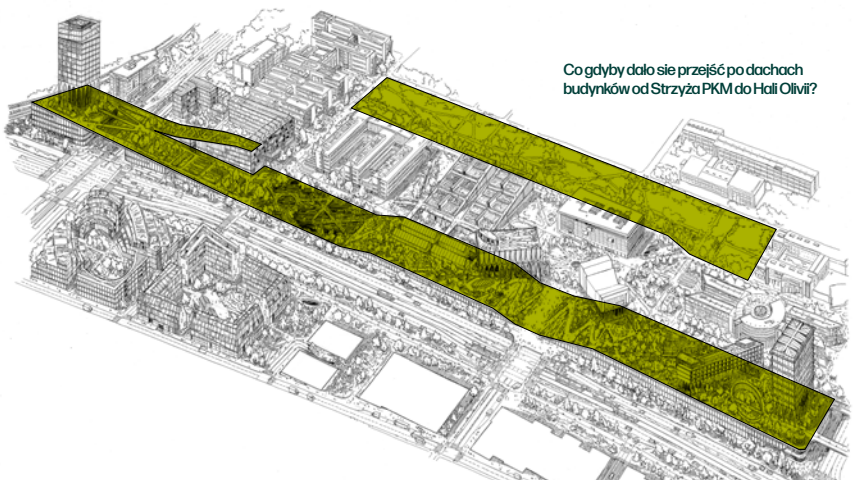 Co gdyby dało sie przejść po dachach
budynków od Strzyża PKM do Hali Olivii?